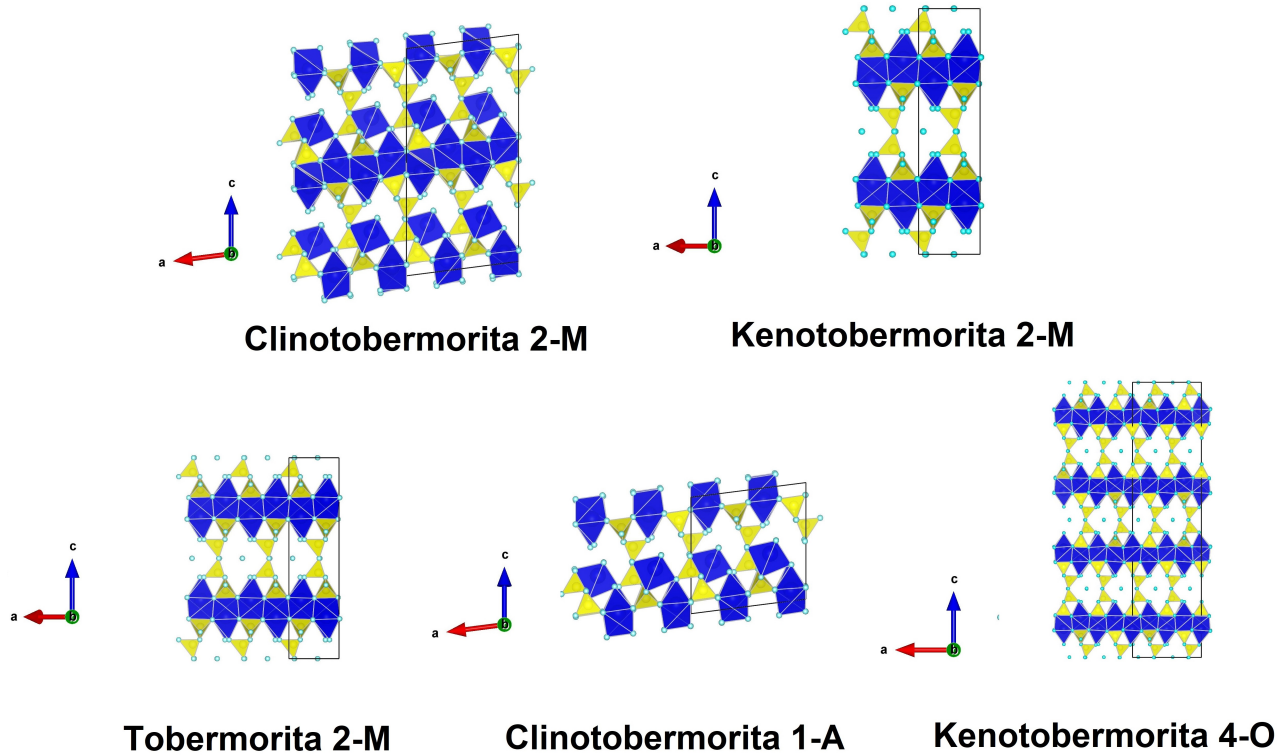 c
a
b
Clinotobermorita 2-M
c
a
b
Kenotobermorita 2-M
c
a
b
Tobermorita 2-M
c
a
b
Clinotobermorita 1-A
c
a
b
Kenotobermorita 4-O